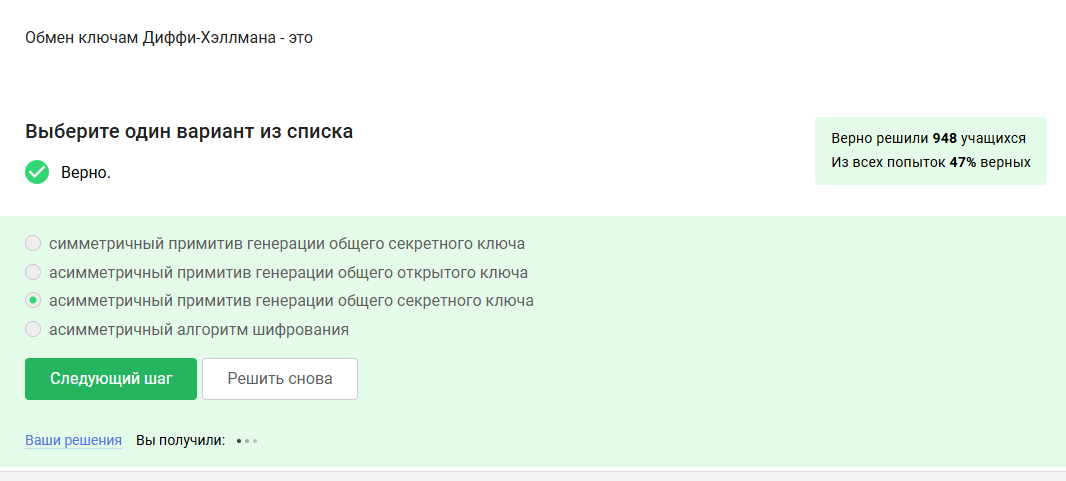 Обмен ключам Диффи-Хэллмана - это
Выберите один вариант из списка
Верно.
Верно решили 948 учащихся
Из всех попыток 47% верных
симметричный примитив генерации общего секретного ключа
асимметричный примитив генерации общего открытого ключа
асимметричный примитив генерации общего секретного ключа
асимметричный алгоритм шифрования
Следующий шаг Решить снова
Ваши решения Вы получили: